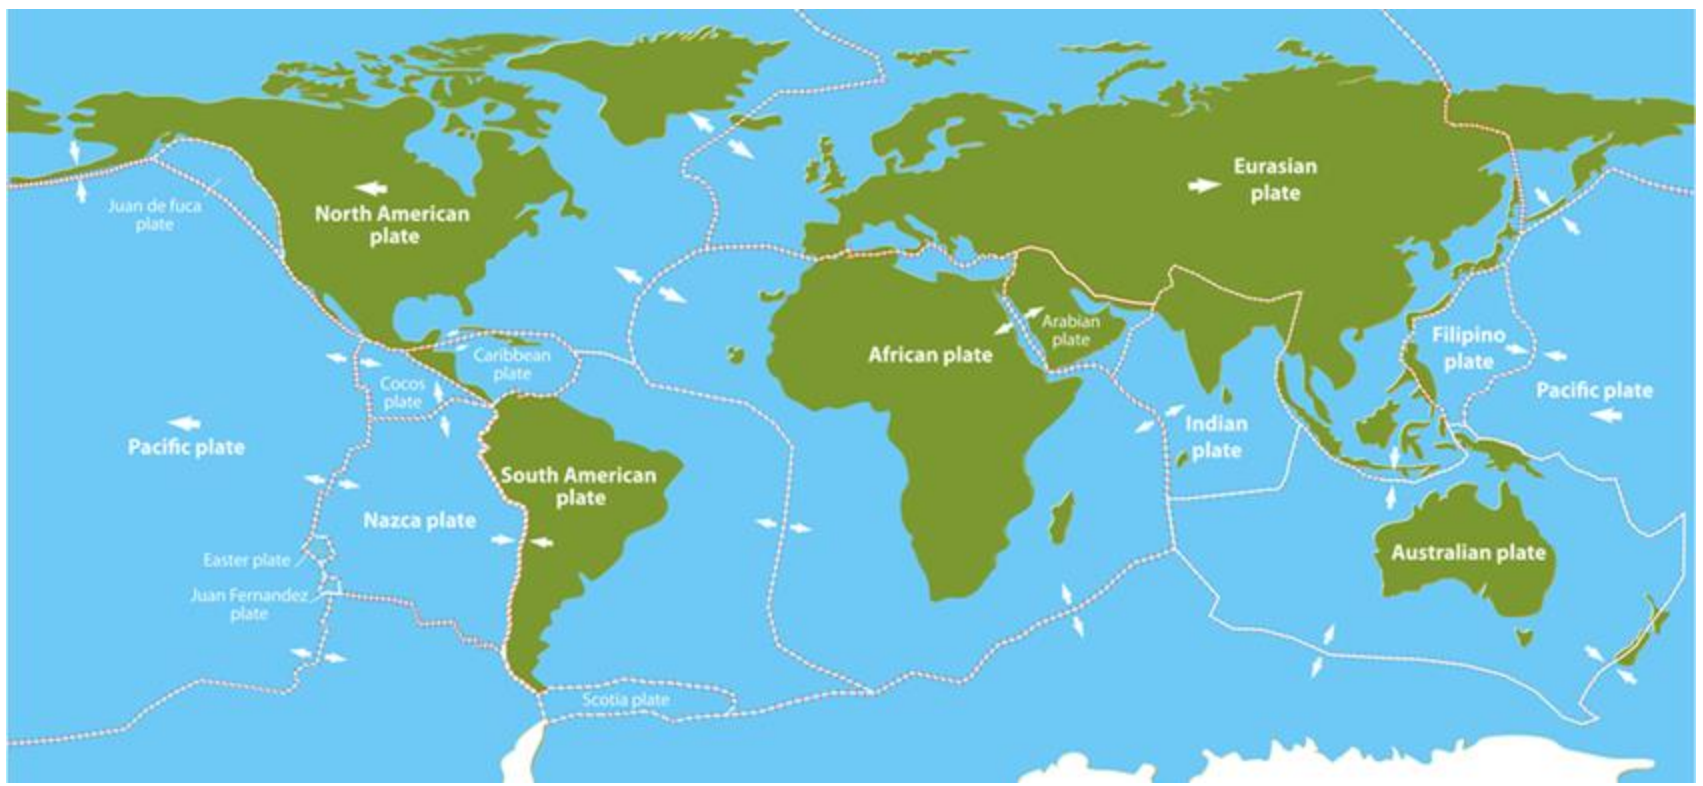 Juan de fuca
plate
North American
plate
Eurasian
plate
Caribbean
plate
Cocos
plate
African plate
Arabian
plate
Filipino
plate
Pacific plate
Indian
plate
Pacific plate
South American
plate
Nazca plate
Easter plate
Juan Fernandez
plate
Australian plate
Scotia plate